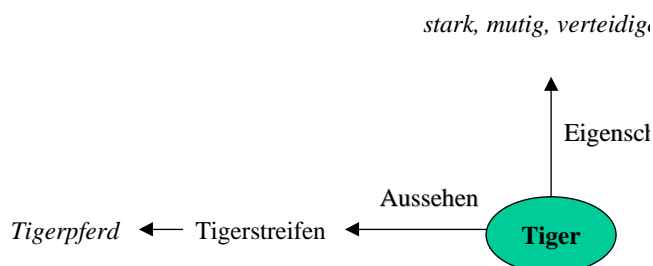 stark, mutig, verteidige
Eigensch
Aussehen
Tigerpferd Tigerstreifen Tiger